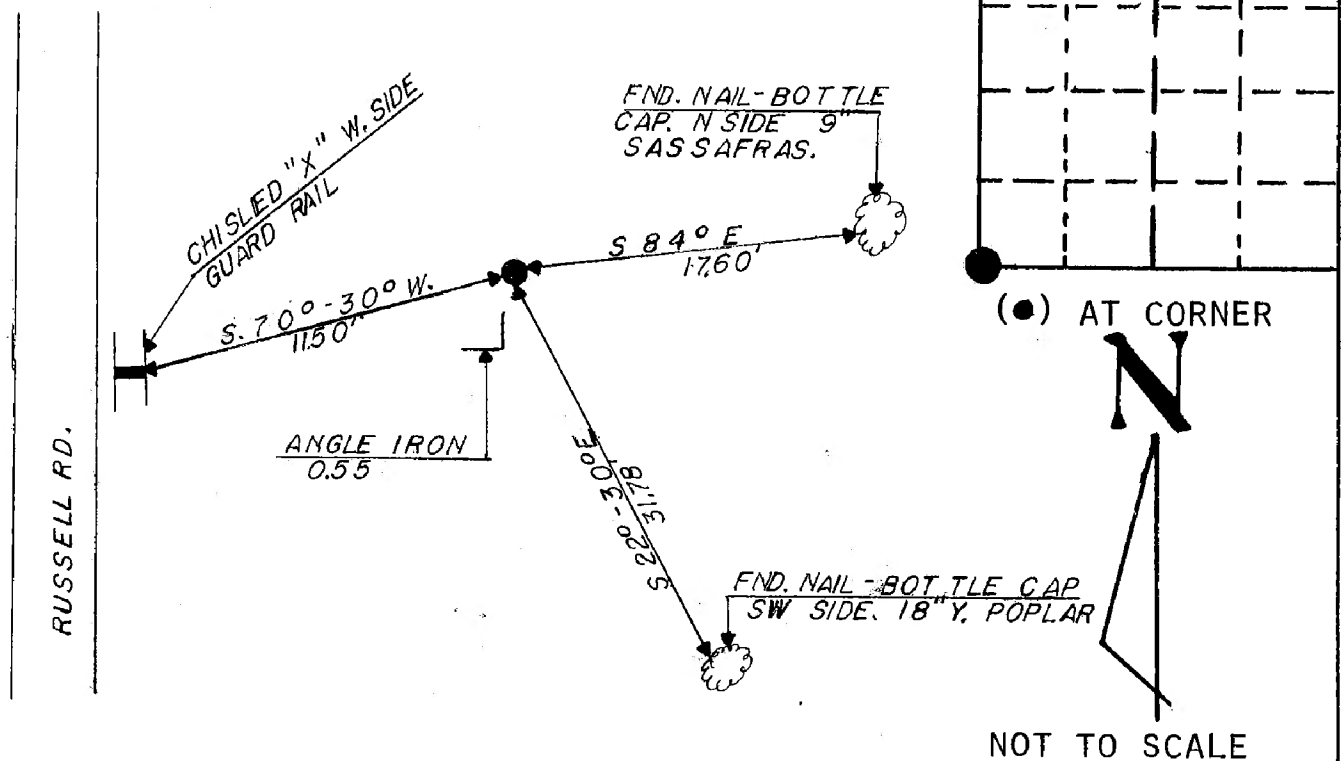 CHISLED "X" W. SIDE
GUARD RAIL
FND. NAIL-BOTTLE
CAP. N SIDE 9"
SASSAFRAS.
S 84° E
17.60'
S. 70°-30° W.
11.50'
(●) AT CORNER
N
ANGLE IRON
0.55
S 22°-30' E
31.78
RUSSELL RD.
FND. NAIL-BOTTLE CAP
SW SIDE. 18" Y. POPLAR
NOT TO SCALE